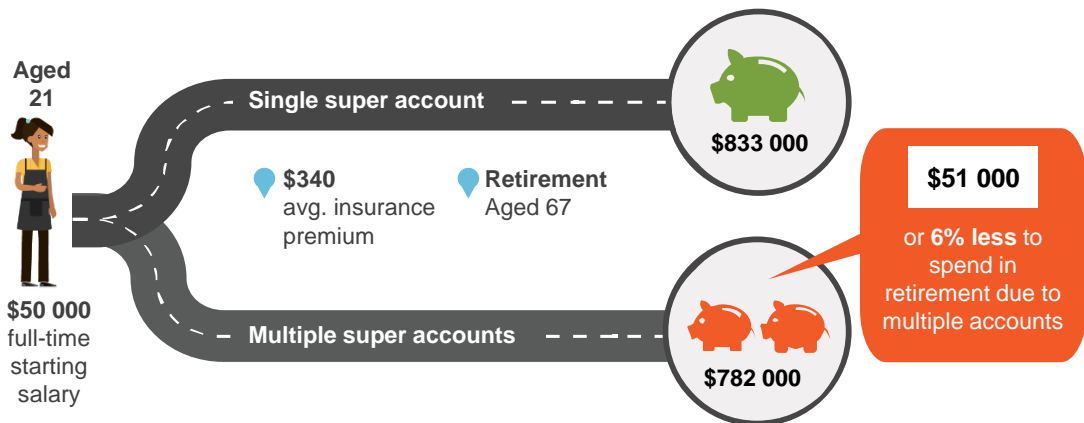 Aged
21
$50 000
full-time
starting
salary
Single super account
$833 000
$340
avg. insurance
premium
Retirement
Aged 67
Multiple super accounts
$782 000
$51 000
or 6% less to
spend in
retirement due to
multiple accounts